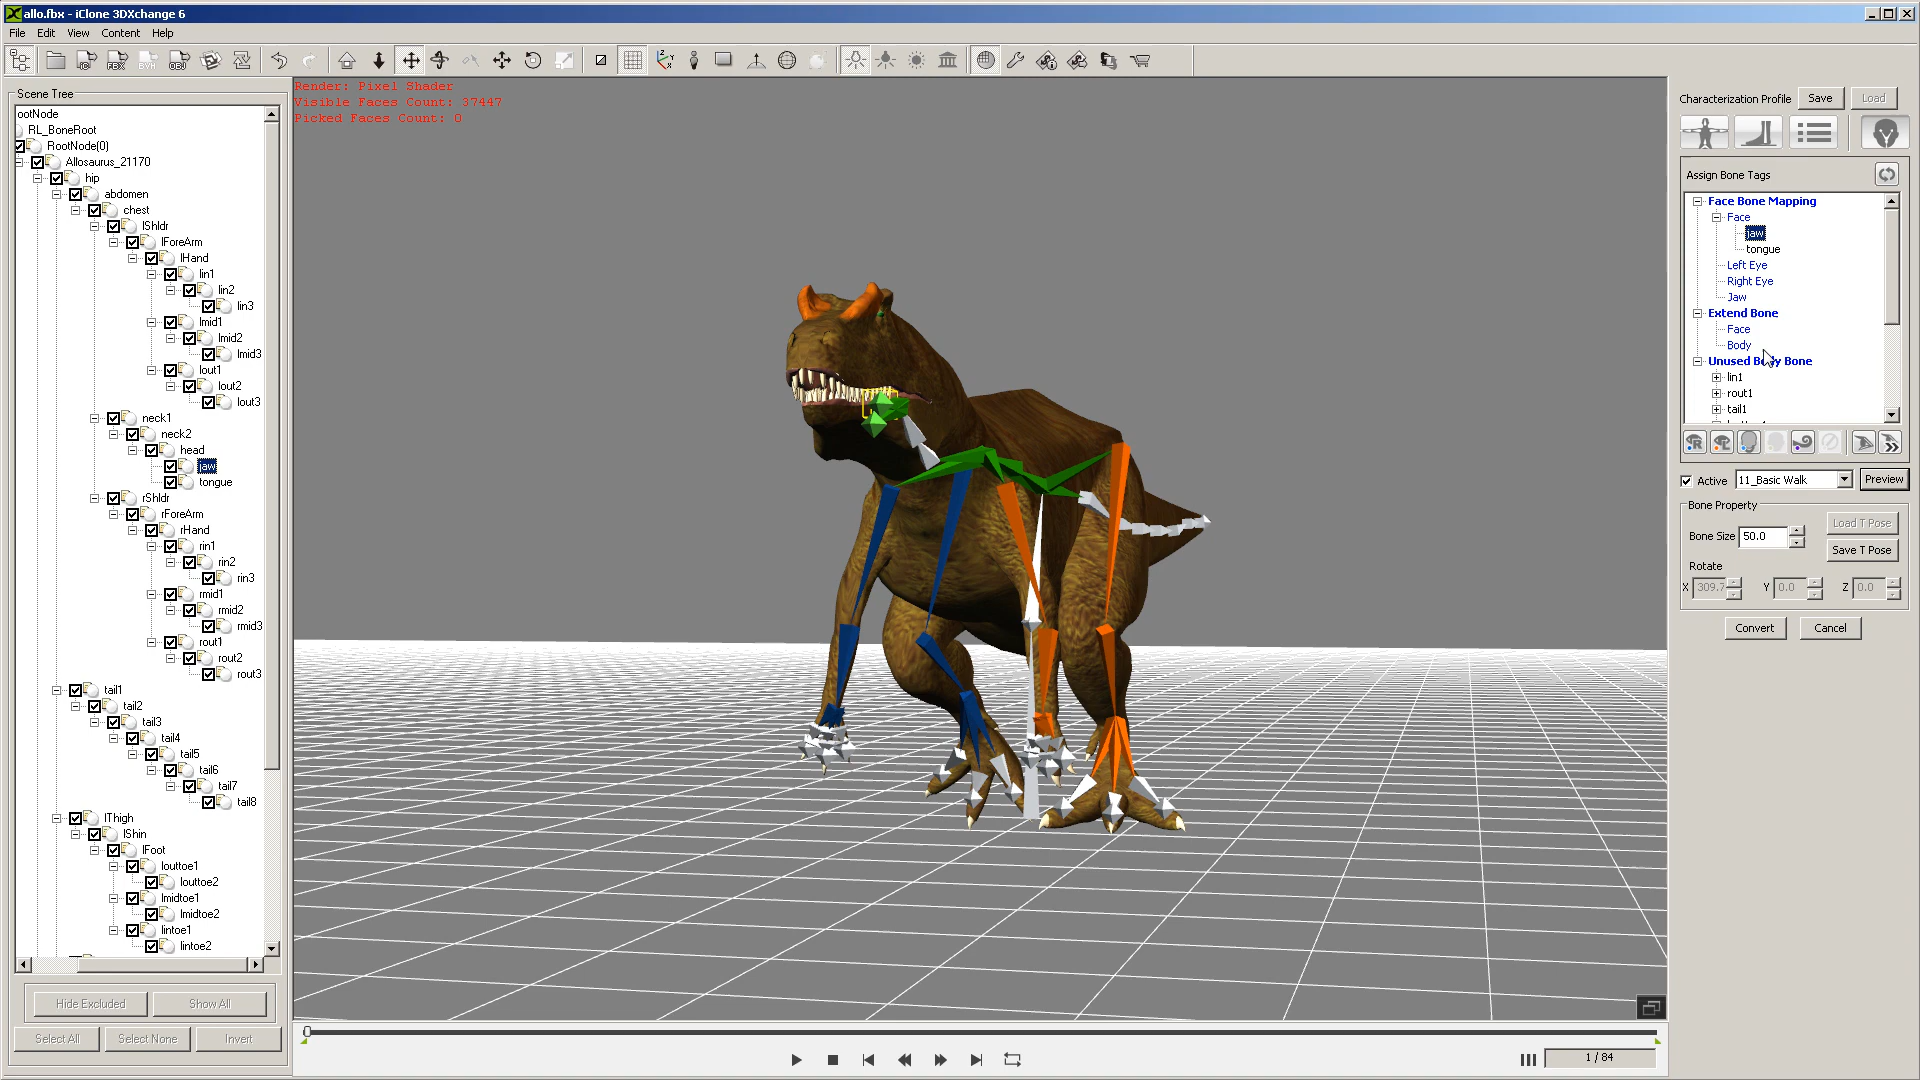 allo.fbx - iClone 3DXchange 6
File Edit View Content Help
Scene Tree
ootNode
RL_BoneRoot
RootNode(0)
Allosaurus_21170
hip
abdomen
chest
lShldr
lForeArm
lHand
lin1
lin2
lin3
lmid1
lmid2
lmid3
lout1
lout2
lout3
neck1
neck2
head
jaw
tongue
rShldr
rForeArm
rHand
rin1
rin2
rin3
rmid1
rmid2
rmid3
rout1
rout2
rout3
tail1
tail2
tail3
tail4
tail5
tail6
tail7
tail8
lThigh
lShin
lFoot
louttoe1
louttoe2
lmidtoe1
lmidtoe2
lintoe1
lintoe2
Hide Excluded Show All
Select All Select None Invert
Render: Pixel Shader
Visible Faces Count: 37447
Picked Faces Count: 0
1 / 84
Characterization Profile Save Load
Assign Bone Tags
Face Bone Mapping
Face
jaw
tongue
Left Eye
Right Eye
Jaw
Extend Bone
Face
Body
Unused Body Bone
lin1
rout1
tail1
Active 11_Basic Walk Preview
Bone Property
Load T Pose
Bone Size 50.0
Save T Pose
Rotate
X 309.7 Y 0.0 Z 0.0
Convert Cancel